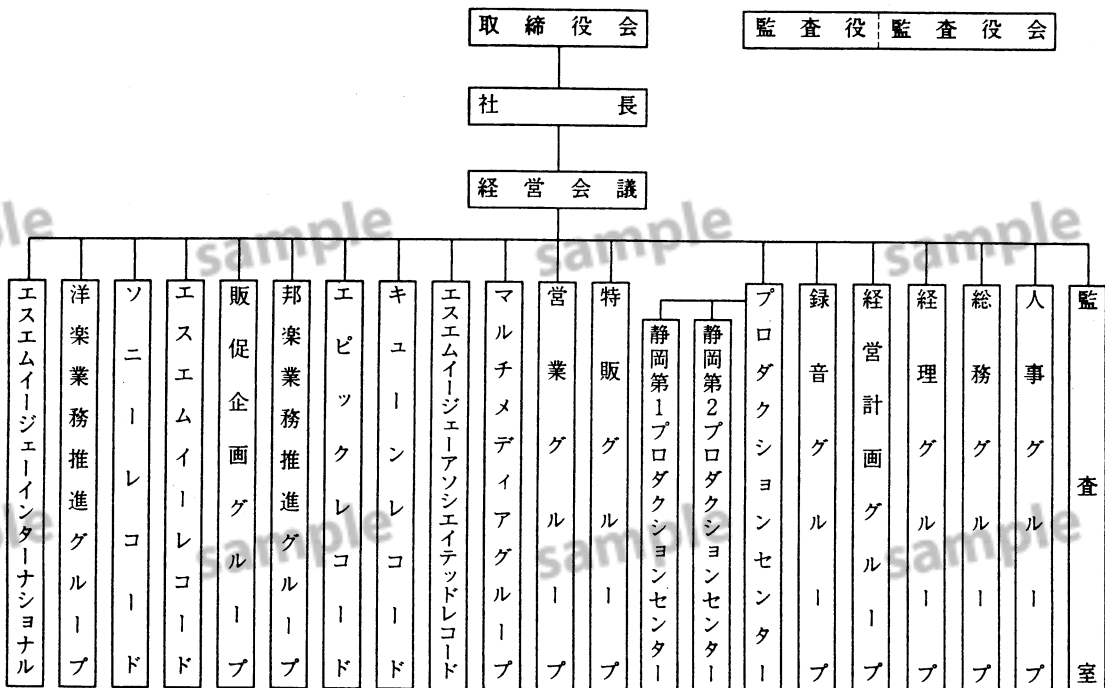 取締役会
監査役 監査役会
社長
経営会議
エスエムイージェーインターナショナル
洋楽業務推進グループ
ソニーレコード
エスエムイーレコード
販促企画グループ
邦楽業務推進グループ
エピックレコード
キューンレコード
エスエムイージェーアソシエイテッドレコード
マルチメディアグループ
営業グループ
特販グループ
静岡第1プロダクションセンター
静岡第2プロダクションセンター
プロダクションセンター
録音グループ
経営計画グループ
経理グループ
総務グループ
人事グループ
監査室
sample
sample
sample
sample
sample
sample
sample
sample